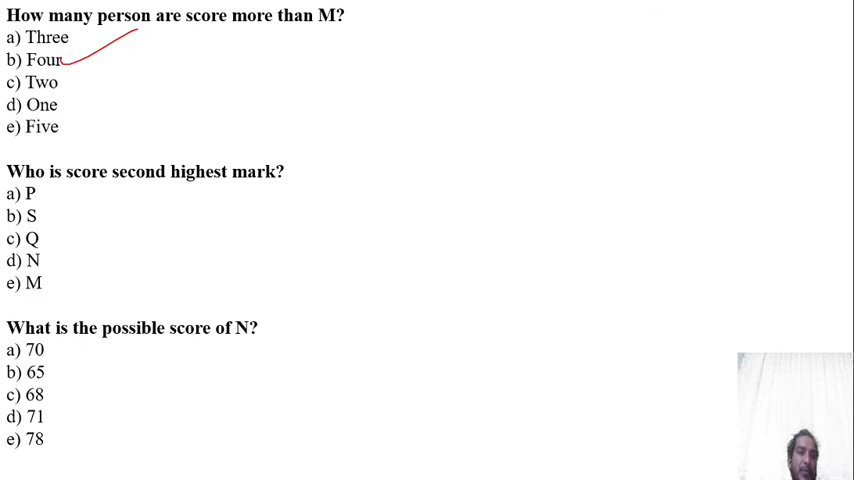 How many person are score more than M?
a) Three
b) Four
c) Two
d) One
e) Five
Who is score second highest mark?
a) P
b) S
c) Q
d) N
e) M
What is the possible score of N?
a) 70
b) 65
c) 68
d) 71
e) 78